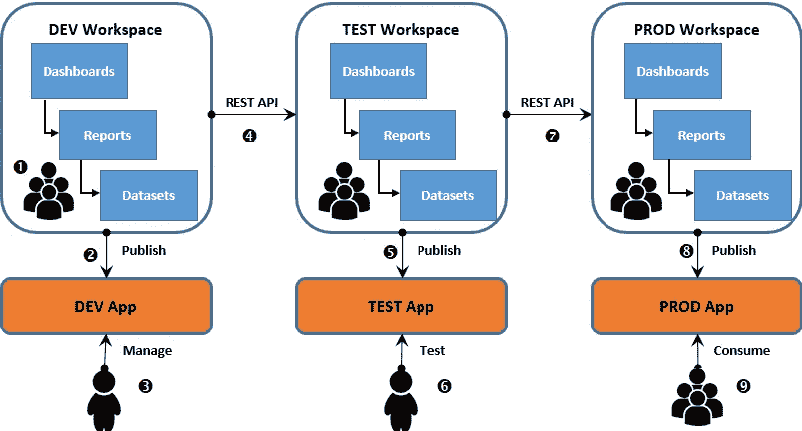 DEV Workspace
Dashboards
Reports
❶
Datasets
❷ Publish
DEV App
Manage
❸
REST API
❹
TEST Workspace
Dashboards
Reports
Datasets
❺ Publish
TEST App
Test
❻
REST API
❼
PROD Workspace
Dashboards
Reports
Datasets
❽ Publish
PROD App
Consume
❾